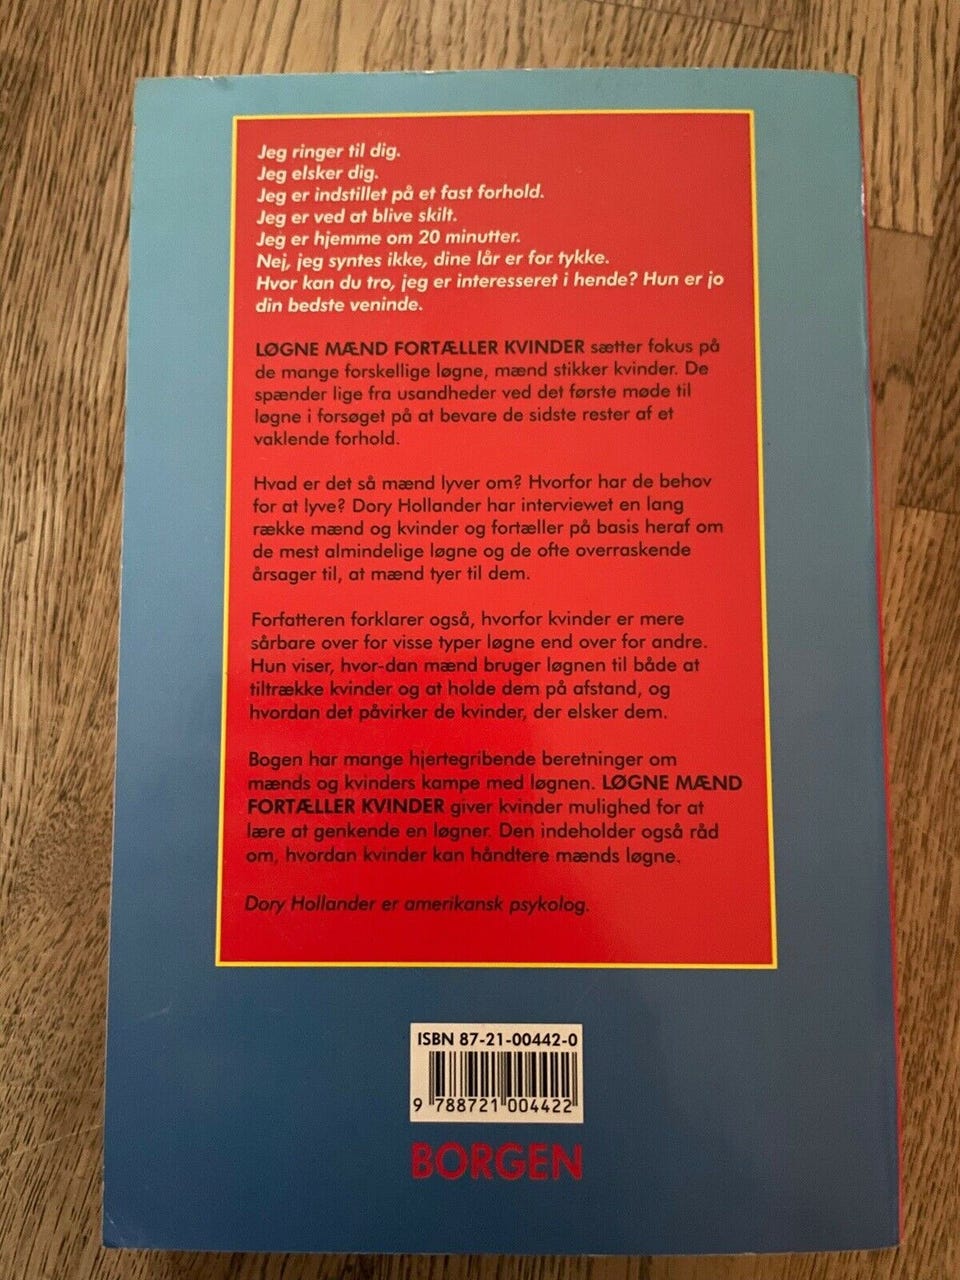 Jeg ringer til dig.
Jeg elsker dig.
Jeg er indstillet på et fast forhold.
Jeg er ved at blive skilt.
Jeg er hjemme om 20 minutter.
Nej, jeg syntes ikke, dine lår er for tykke.
Hvor kan du tro, jeg er interesseret i hende? Hun er jo
din bedste veninde.
LØGNE MÆND FORTÆLLER KVINDER sætter fokus på
de mange forskellige løgne, mænd stikker kvinder. De
spænder lige fra usandheder ved det første møde til
løgne i forsøget på at bevare de sidste rester af et
vaklende forhold.
Hvad er det så mænd lyver om? Hvorfor har de behov
for at lyve? Dory Hollander har interviewet en lang
række mænd og kvinder og fortæller på basis heraf om
de mest almindelige løgne og de ofte overraskende
årsager til, at mænd tyer til dem.
Forfatteren forklarer også, hvorfor kvinder er mere
sårbare over for visse typer løgne end over for andre.
Hun viser, hvor-dan mænd bruger løgnen til både at
tiltrække kvinder og at holde dem på afstand, og
hvordan det påvirker de kvinder, der elsker dem.
Bogen har mange hjertegribende beretninger om
mænds og kvinders kampe med løgnen. LØGNE MÆND
FORTÆLLER KVINDER giver kvinder mulighed for at
lære at genkende en løgner. Den indeholder også råd
om, hvordan kvinder kan håndtere mænds løgne.
Dory Hollander er amerikansk psykolog.
ISBN 87-21-00442-0
9 788721 004422
BORGEN